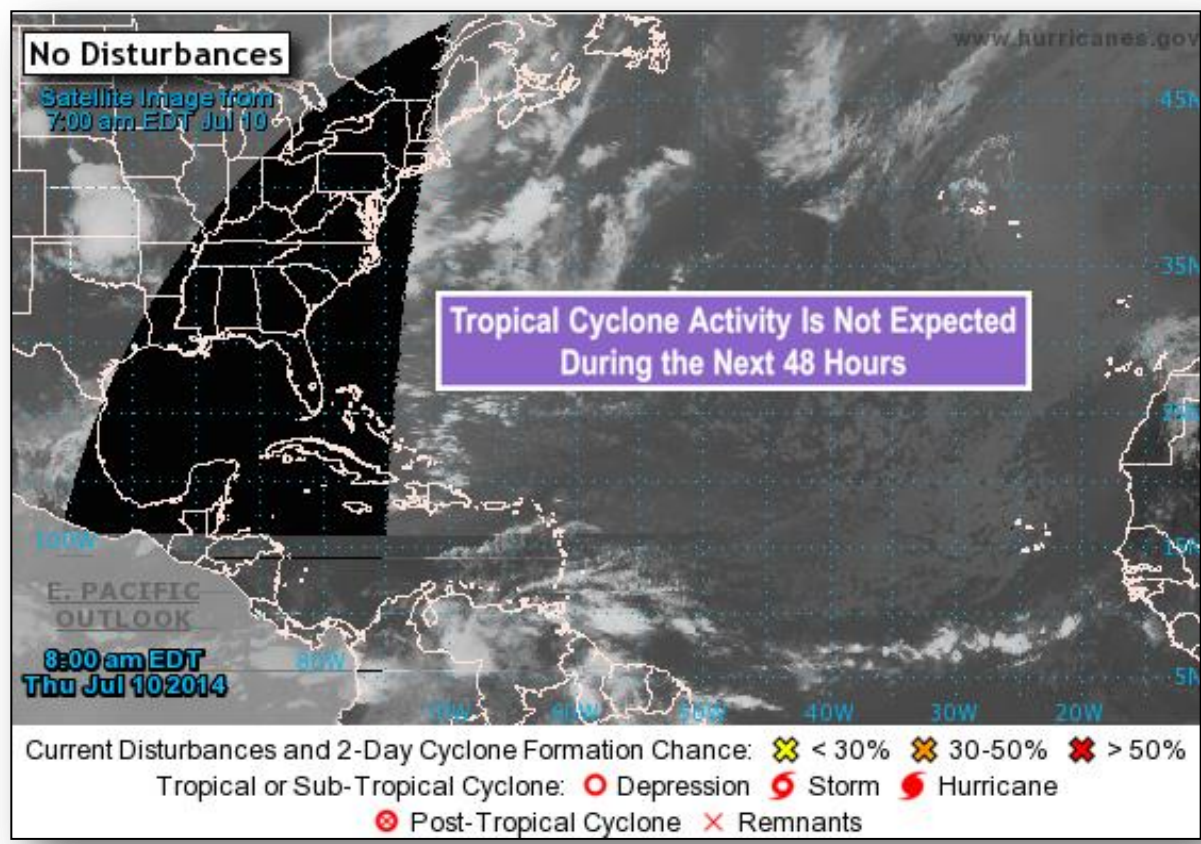 No Disturbances
www.hurricanes.gov
Satellite Image from
7:00 am EDT Jul 10
45N
35N
Tropical Cyclone Activity Is Not Expected
During the Next 48 Hours
25N
100W
15N
E. PACIFIC
OUTLOOK
8:00 am EDT
Thu Jul 10 2014
80W
5N
70W
60W
50W
40W
30W
20W
Current Disturbances and 2-Day Cyclone Formation Chance: < 30% 30-50% > 50%
Tropical or Sub-Tropical Cyclone: Depression Storm Hurricane
Post-Tropical Cyclone Remnants